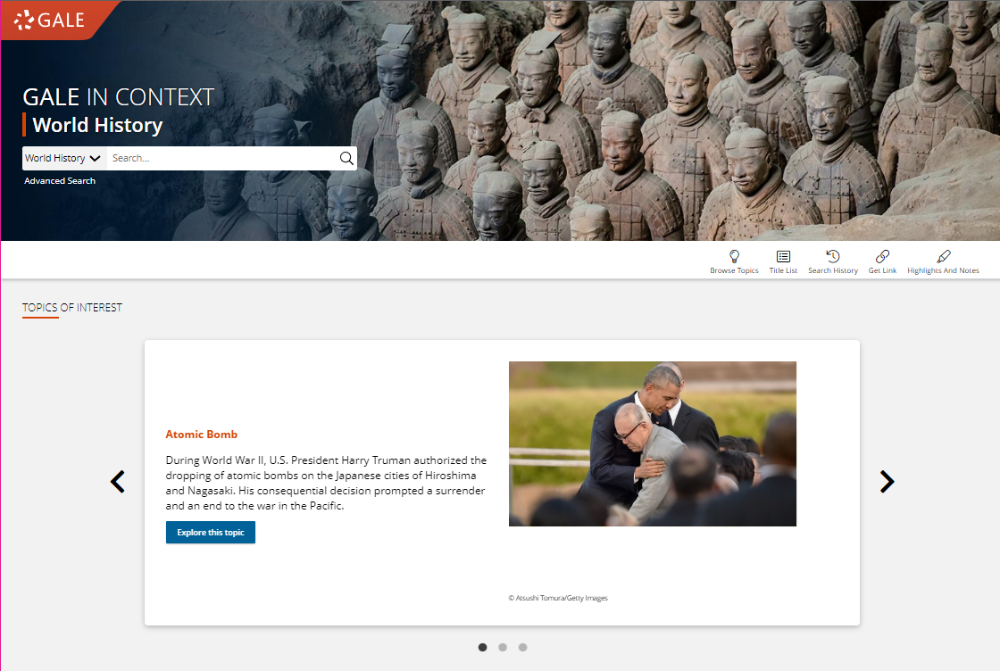 GALE
GALE IN CONTEXT
World History
World History
Search...
Advanced Search
Browse Topics
Title List
Search History
Get Link
Highlights And Notes
TOPICS OF INTEREST
Atomic Bomb
During World War II, U.S. President Harry Truman authorized the
dropping of atomic bombs on the Japanese cities of Hiroshima
and Nagasaki. His consequential decision prompted a surrender
and an end to the war in the Pacific.
Explore this topic
© Atsushi Tomura/Getty Images